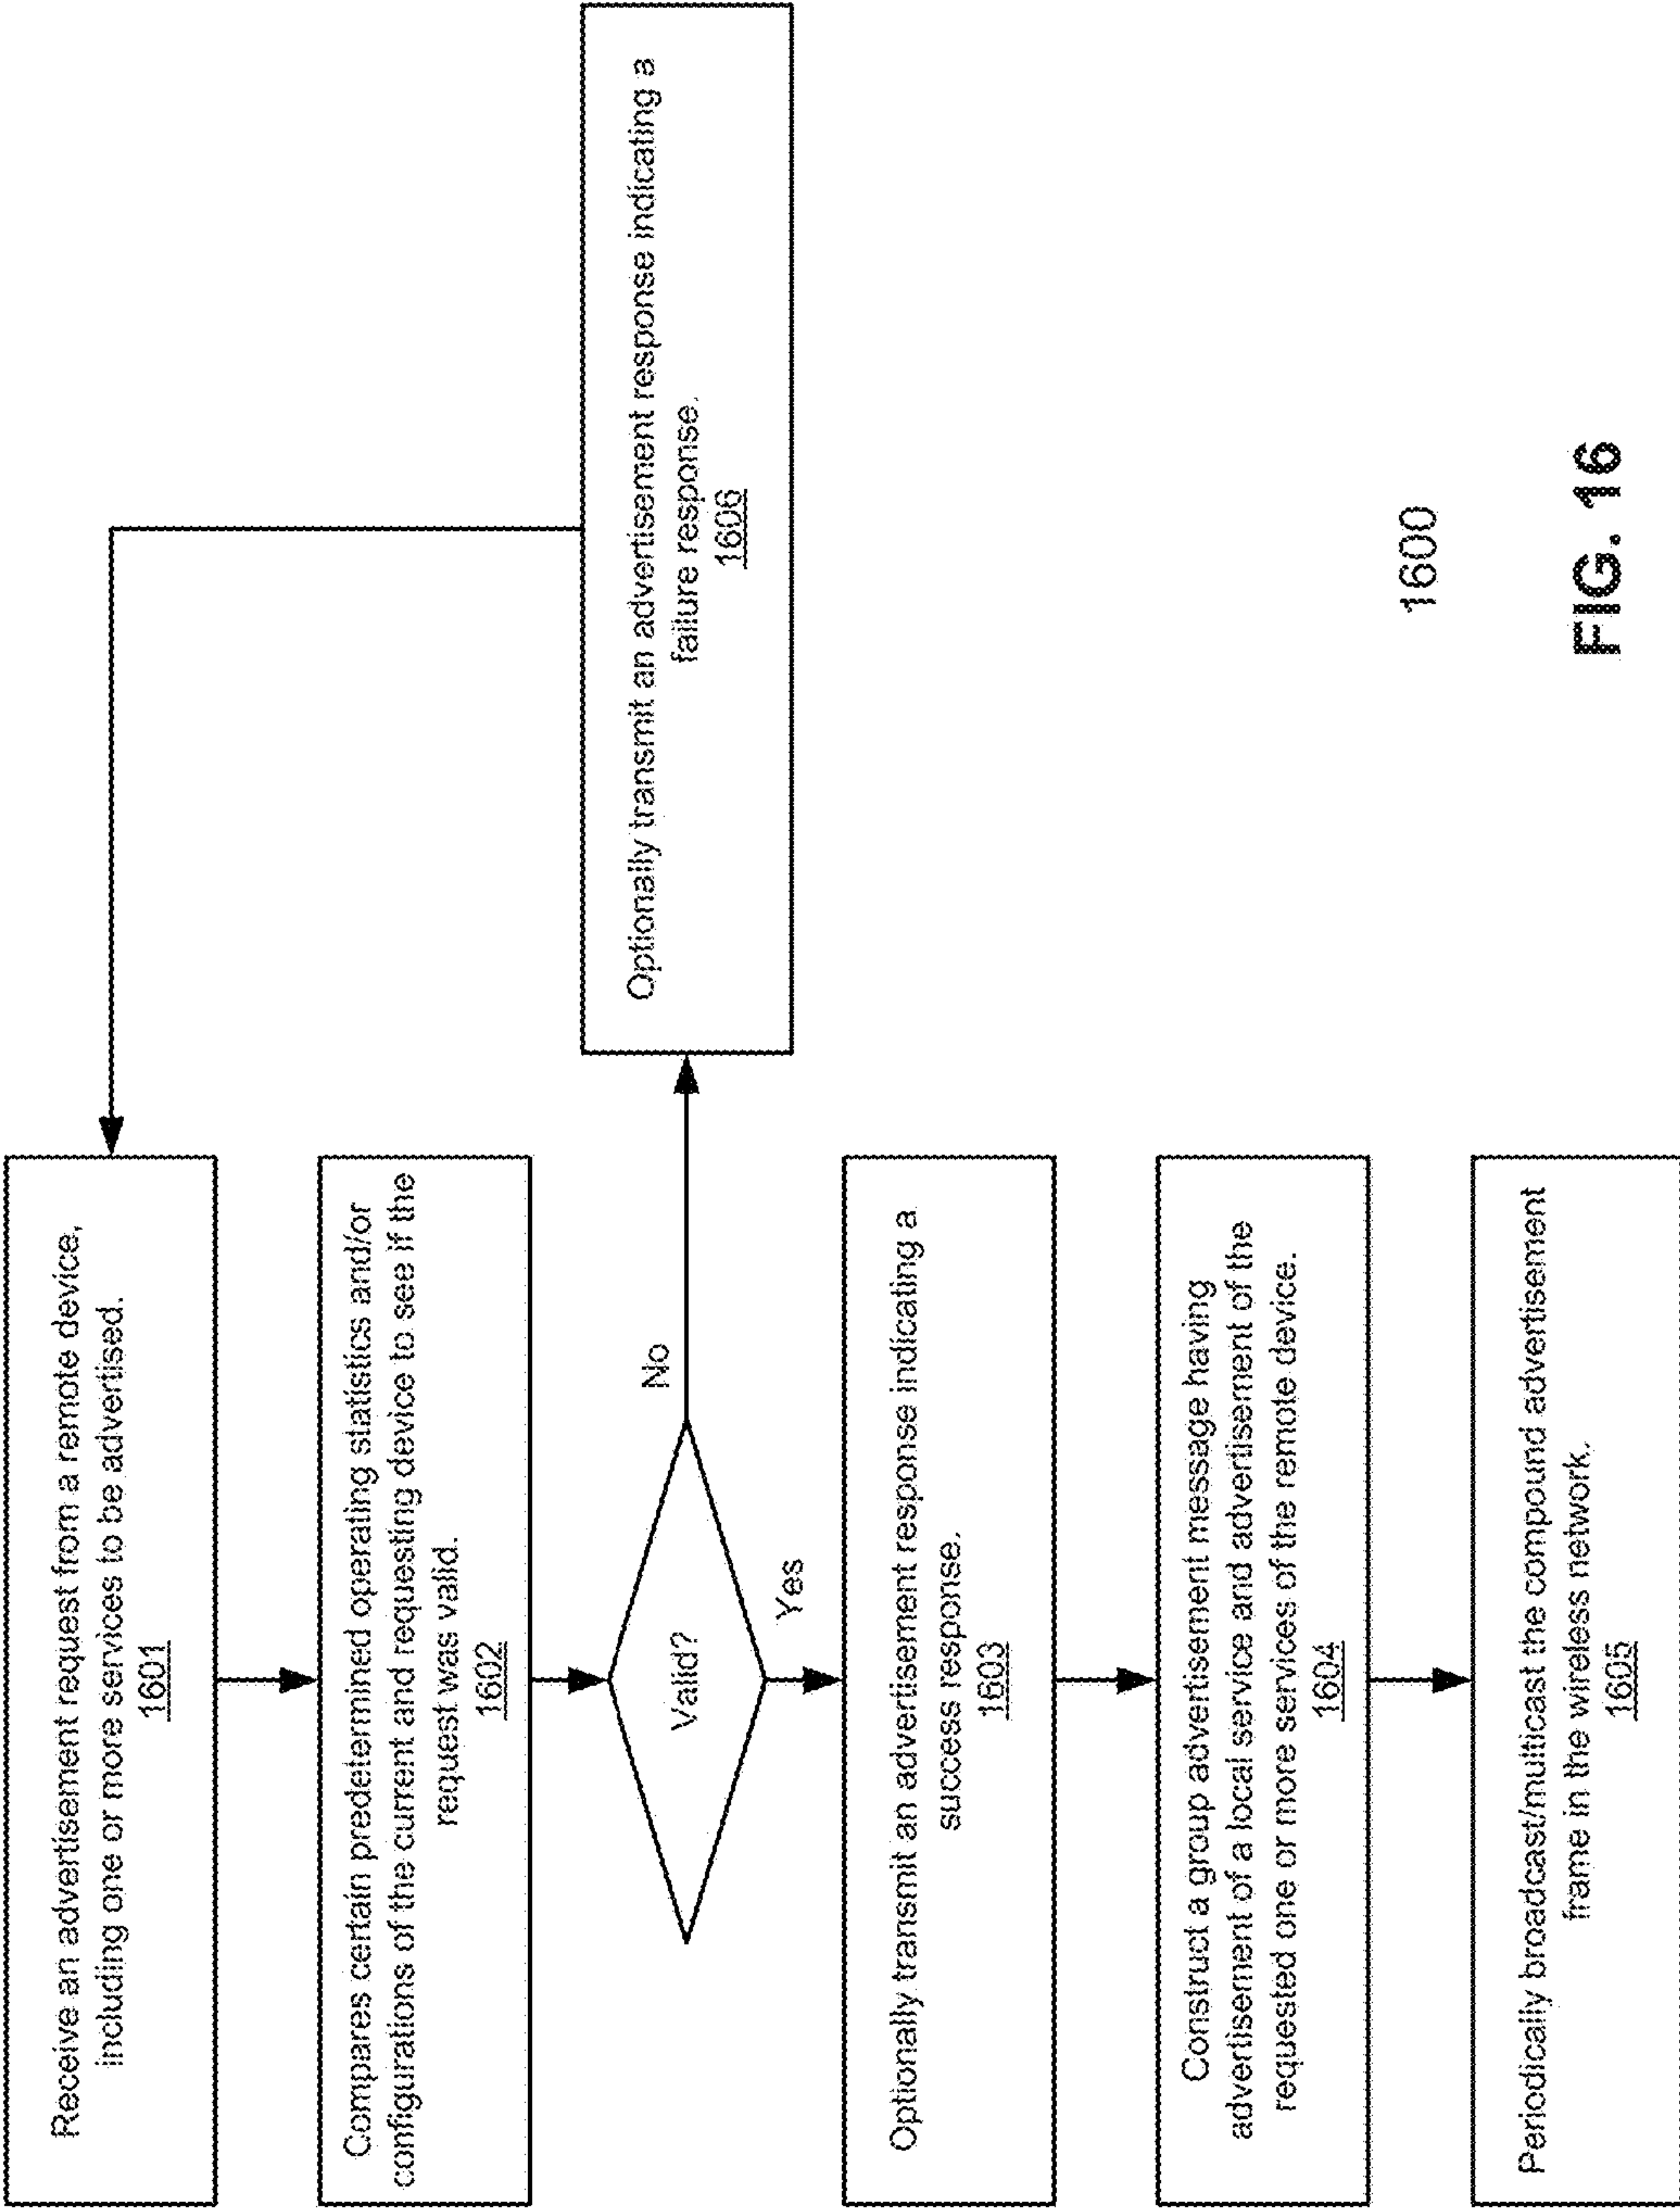 Receive an advertisement request from a remote device,
including one or more services to be advertised.
1601
Compares certain predetermined operating statistics and/or
configurations of the current and requesting device to see if the
request was valid.
1602
Valid?
No
Optionally transmit an advertisement response indicating a
failure response.
1606
Yes
Optionally transmit an advertisement response indicating a
success response.
1603
Construct a group advertisement message having
advertisement of a local service and advertisement of the
requested one or more services of the remote device.
1604
Periodically broadcast/multicast the compound advertisement
frame in the wireless network.
1605
1600
FIG. 16